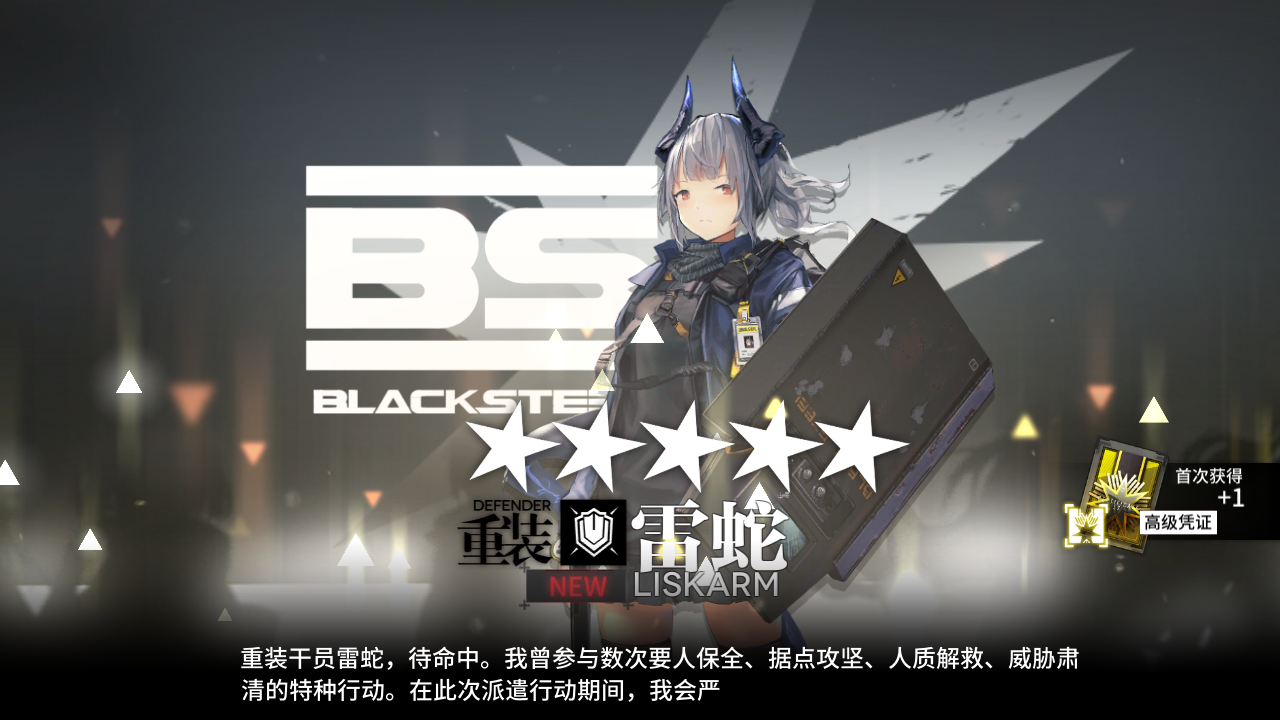 BS
BLACKSTEE
DEFENDER
重装
雷蛇
NEW
LISKARM
首次获得
+1
高级凭证
重装干员雷蛇，待命中。我曾参与数次要人保全、据点攻坚、人质解救、威胁肃
清的特种行动。在此次派遣行动期间，我会严